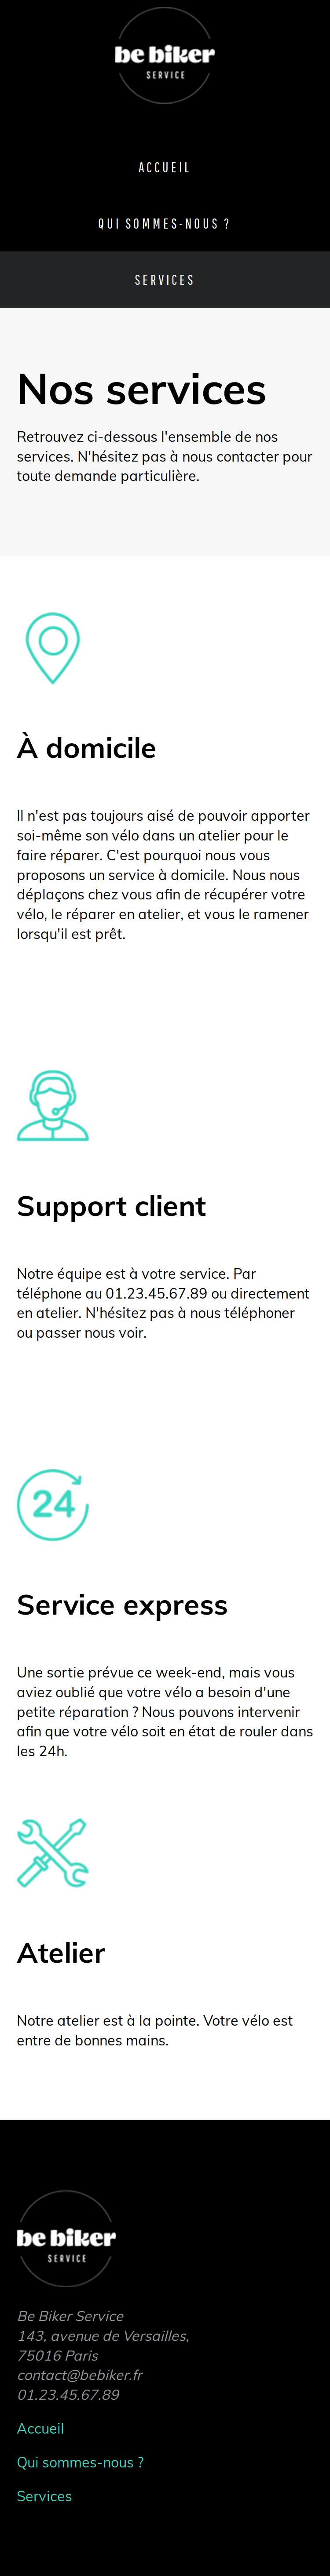 be biker
SERVICE
ACCUEIL
QUI SOMMES-NOUS ?
SERVICES
Nos services
Retrouvez ci-dessous l'ensemble de nos
services. N'hésitez pas à nous contacter pour
toute demande particulière.
À domicile
Il n'est pas toujours aisé de pouvoir apporter
soi-même son vélo dans un atelier pour le
faire réparer. C'est pourquoi nous vous
proposons un service à domicile. Nous nous
déplaçons chez vous afin de récupérer votre
vélo, le réparer en atelier, et vous le ramener
lorsqu'il est prêt.
Support client
Notre équipe est à votre service. Par
téléphone au 01.23.45.67.89 ou directement
en atelier. N'hésitez pas à nous téléphoner
ou passer nous voir.
24
Service express
Une sortie prévue ce week-end, mais vous
aviez oublié que votre vélo a besoin d'une
petite réparation ? Nous pouvons intervenir
afin que votre vélo soit en état de rouler dans
les 24h.
Atelier
Notre atelier est à la pointe. Votre vélo est
entre de bonnes mains.
be biker
SERVICE
Be Biker Service
143, avenue de Versailles,
75016 Paris
contact@bebiker.fr
01.23.45.67.89
Accueil
Qui sommes-nous ?
Services